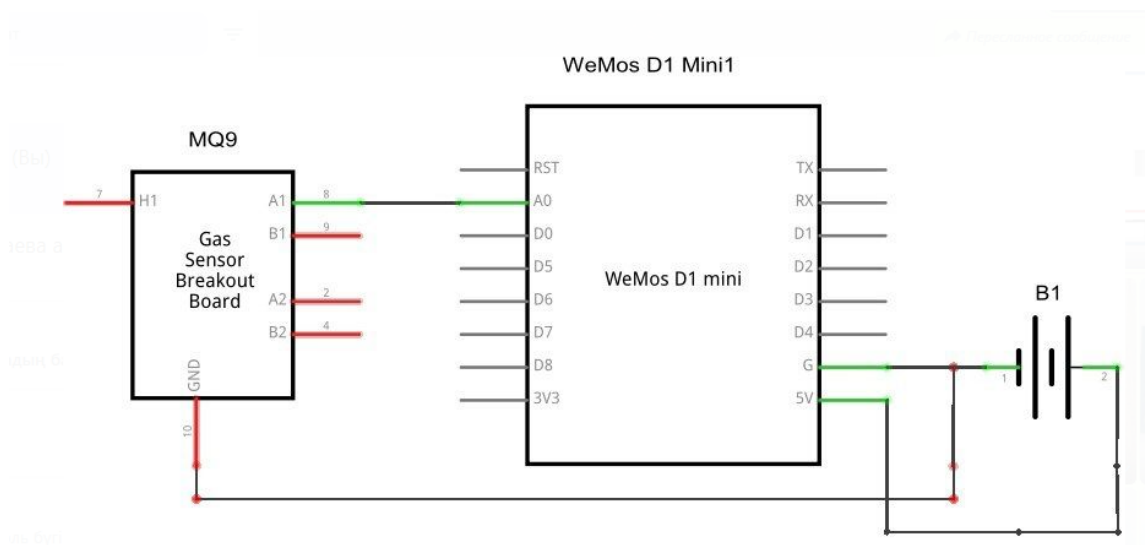 WeMos D1 Mini1
MQ9
(Вы)
RST
TX
7
H1
A1
8
A0
RX
B1
9
D0
D1
Gas
Sensor
Breakout
Board
D5
D2
WeMos D1 mini
A2
2
D6
D3
B1
B2
4
D7
D4
D8
G
1
2
GND
3V3
5V
10